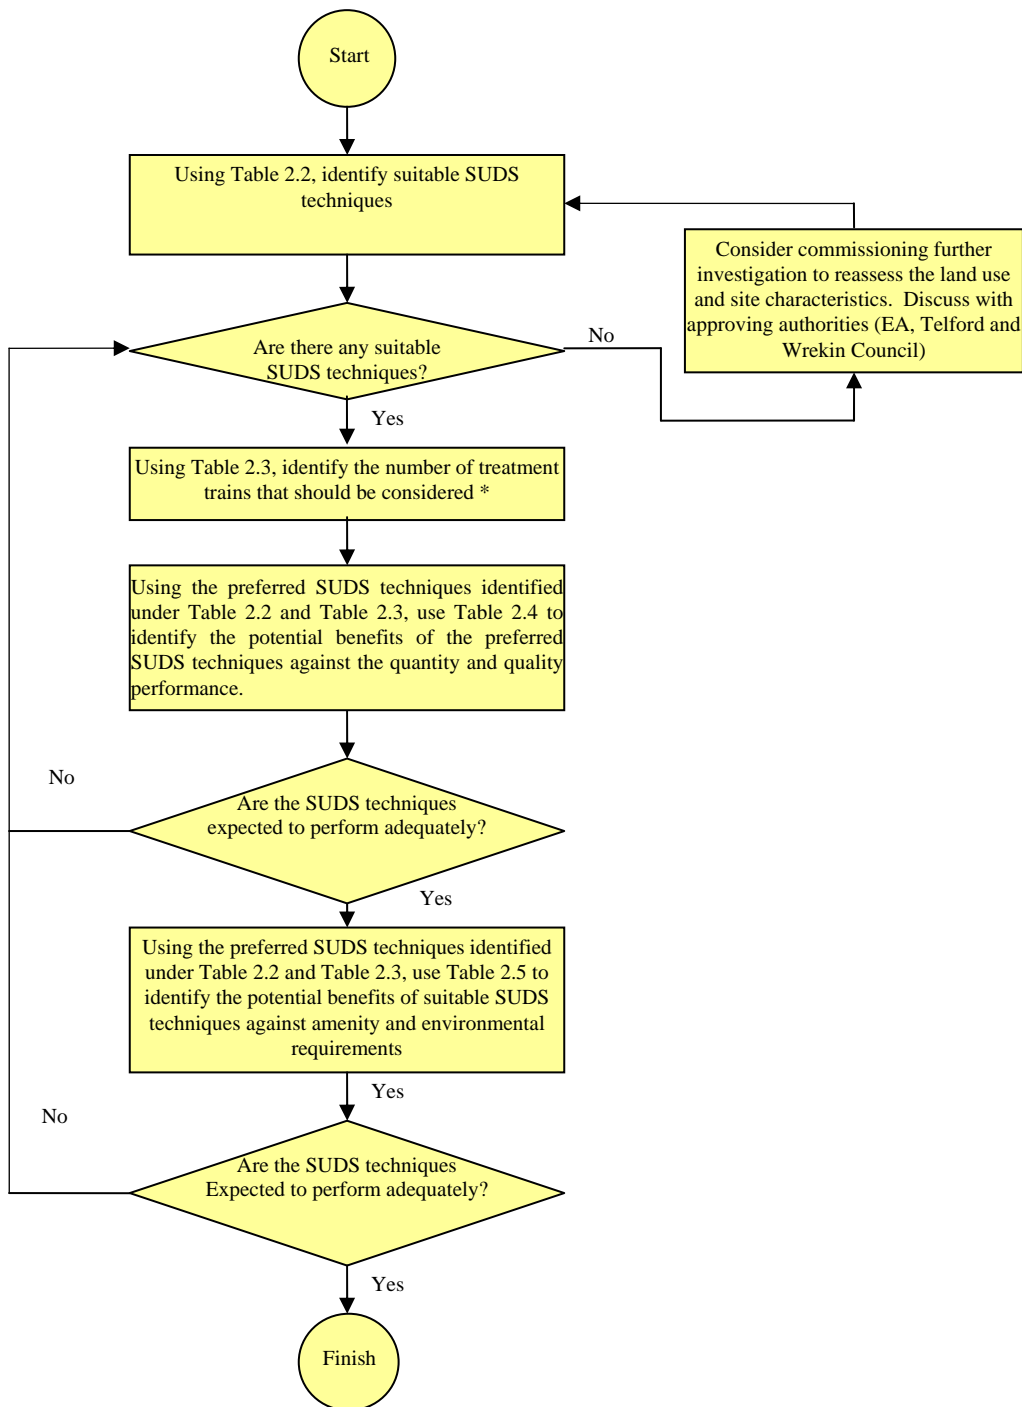 Start
Using Table 2.2, identify suitable SUDS
techniques
Consider commissioning further
investigation to reassess the land use
and site characteristics.  Discuss with
approving authorities (EA, Telford and
Wrekin Council)
Are there any suitable
SUDS techniques?
No
Yes
Using Table 2.3, identify the number of treatment
trains that should be considered *
Using the preferred SUDS techniques identified
under Table 2.2 and Table 2.3, use Table 2.4 to
identify the potential benefits of the preferred
SUDS techniques against the quantity and quality
performance.
No
Are the SUDS techniques
expected to perform adequately?
Yes
Using the preferred SUDS techniques identified
under Table 2.2 and Table 2.3, use Table 2.5 to
identify the potential benefits of suitable SUDS
techniques against amenity and environmental
requirements
Yes
No
Are the SUDS techniques
Expected to perform adequately?
Yes
Finish